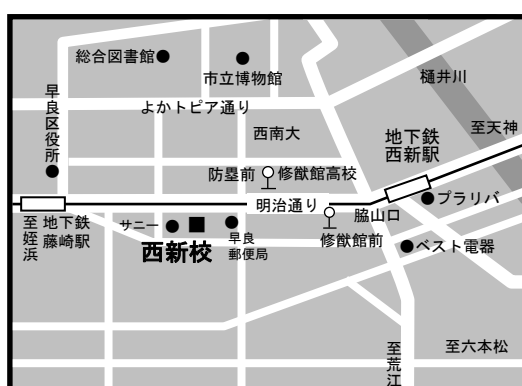 総合図書館
市立博物館
樋井川
早良区役所
よかトピア通り
至天神
西南大
地下鉄
西新駅
防塁前
修猷館高校
プラリバ
明治通り
脇山口
至姪浜
地下鉄
藤崎駅
サニー
早良
郵便局
修猷館前
西新校
ベスト電器
至六本松
至荒江